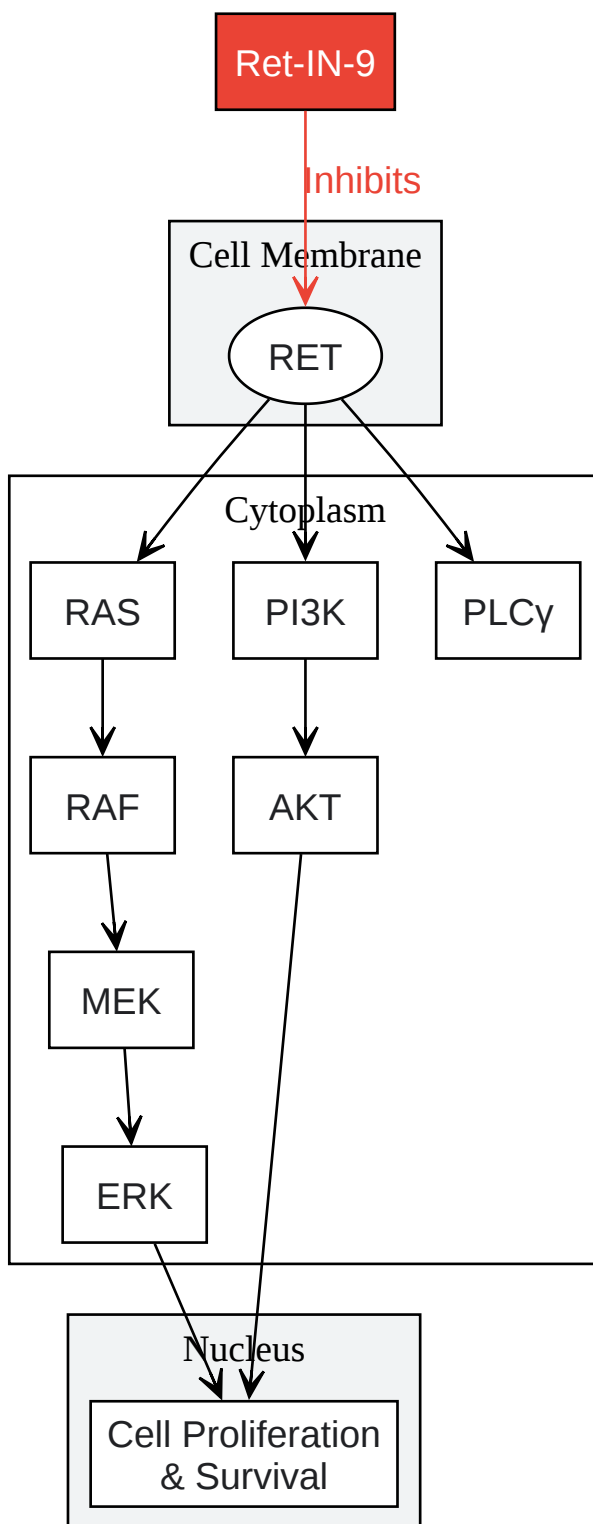 Ret-IN-9
Inhibits
Cell Membrane
RET
Cytoplasm
RAS
PI3K
PLCγ
RAF
AKT
MEK
ERK
Nucleus
Cell Proliferation
& Survival